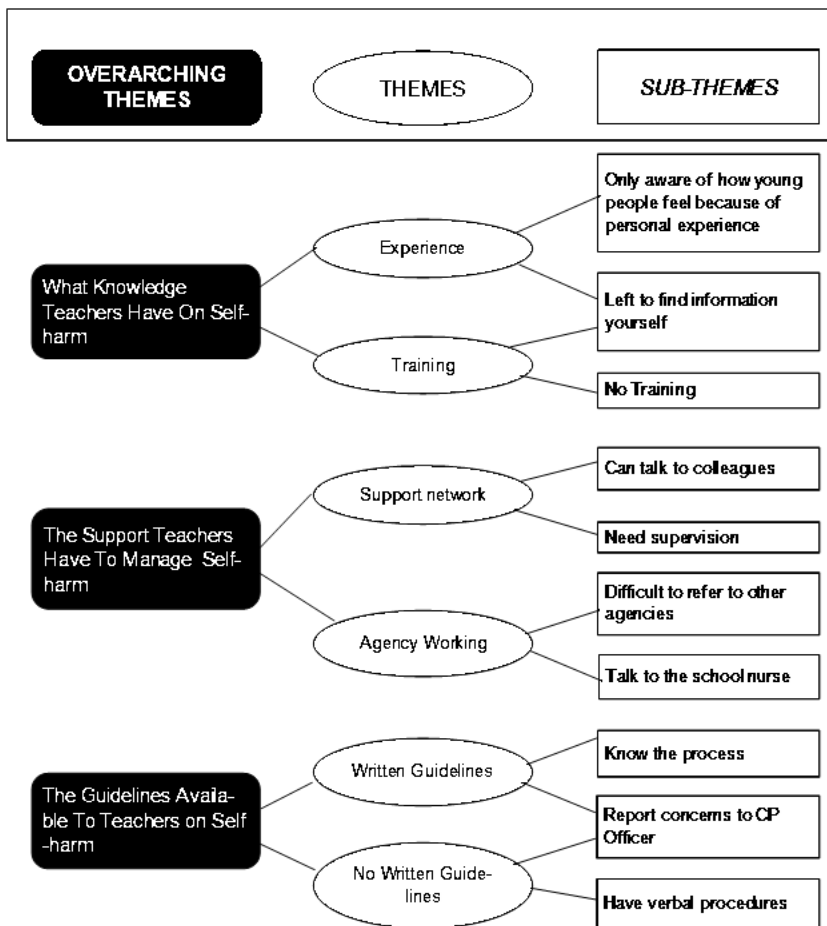 OVERARCHING
THEMES
THEMES
SUB-THEMES
Only aware of how young
people feel because of
personal experience
Experience
What Knowledge
Teachers Have On Self-
harm
Left to find information
yourself
Training
No Training
Can talk to colleagues
Support network
The Support Teachers
Have To Manage Self-
harm
Need supervision
Difficult to refer to other
agencies
Agency Working
Talk to the school nurse
Know the process
Written Guidelines
The Guidelines Availa-
ble To Teachers on Self
-harm
Report concerns to CP
Officer
No Written Guide-
lines
Have verbal procedures